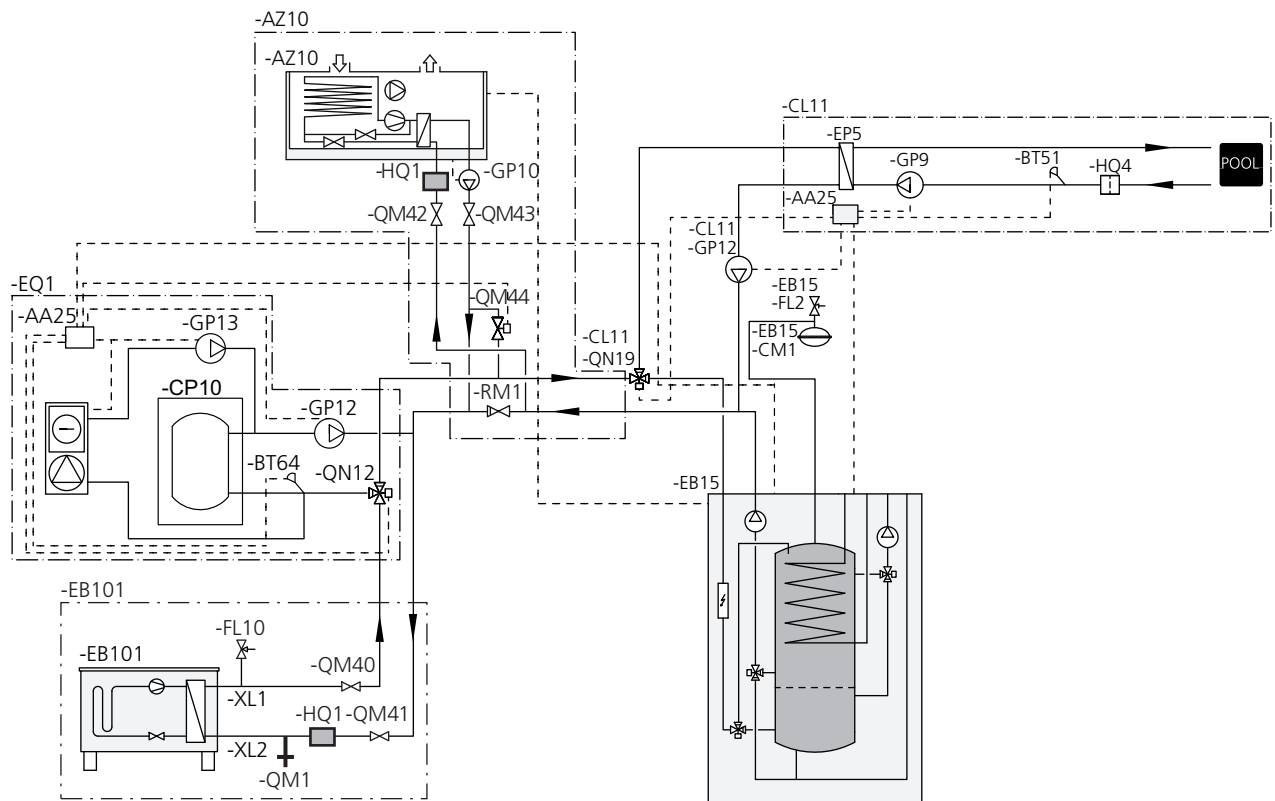 -AZ10
-AZ10
-CL11
-EP5
-GP9
-BT51
-HQ4
POOL
-HQ1
-GP10
-AA25
-QM42
-QM43
-CL11
-GP12
-EQ1
-QM44
-EB15
-FL2
-AA25
-GP13
-CL11
-QN19
-EB15
-CM1
-CP10
-RM1
-GP12
-BT64
-QN12
-EB15
-EB101
-FL10
-EB101
-QM40
-XL1
-HQ1
-QM41
-XL2
-QM1